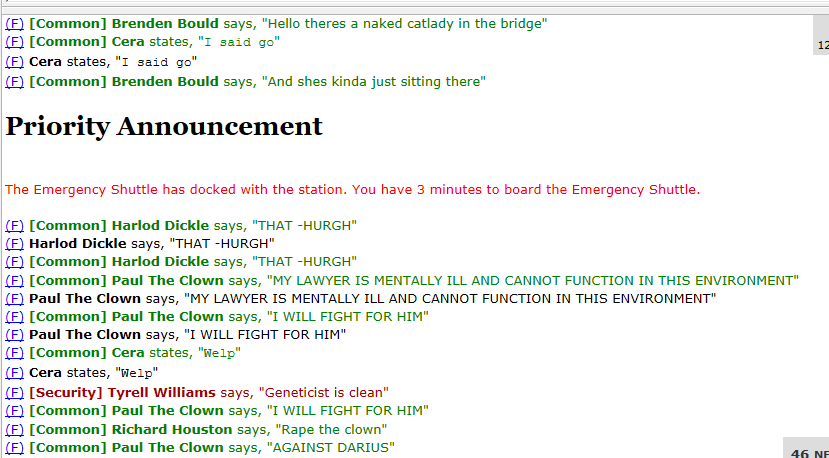 (F) [Common] Brenden Bould says, "Hello theres a naked catlady in the bridge"
(F) [Common] Cera states, "I said go"
(F) Cera states, "I said go"
(F) [Common] Brenden Bould says, "And shes kinda just sitting there"
Priority Announcement
The Emergency Shuttle has docked with the station. You have 3 minutes to board the Emergency Shuttle.
(F) [Common] Harlod Dickle says, "THAT -HURGH"
(F) Harlod Dickle says, "THAT -HURGH"
(F) [Common] Harlod Dickle says, "THAT -HURGH"
(F) [Common] Paul The Clown says, "MY LAWYER IS MENTALLY ILL AND CANNOT FUNCTION IN THIS ENVIRONMENT"
(F) Paul The Clown says, "MY LAWYER IS MENTALLY ILL AND CANNOT FUNCTION IN THIS ENVIRONMENT"
(F) [Common] Paul The Clown says, "I WILL FIGHT FOR HIM"
(F) Paul The Clown says, "I WILL FIGHT FOR HIM"
(F) [Common] Cera states, "Welp"
(F) Cera states, "Welp"
(F) [Security] Tyrell Williams says, "Geneticist is clean"
(F) [Common] Paul The Clown says, "I WILL FIGHT FOR HIM"
(F) [Common] Richard Houston says, "Rape the clown"
(F) [Common] Paul The Clown says, "AGAINST DARIUS"
12
46